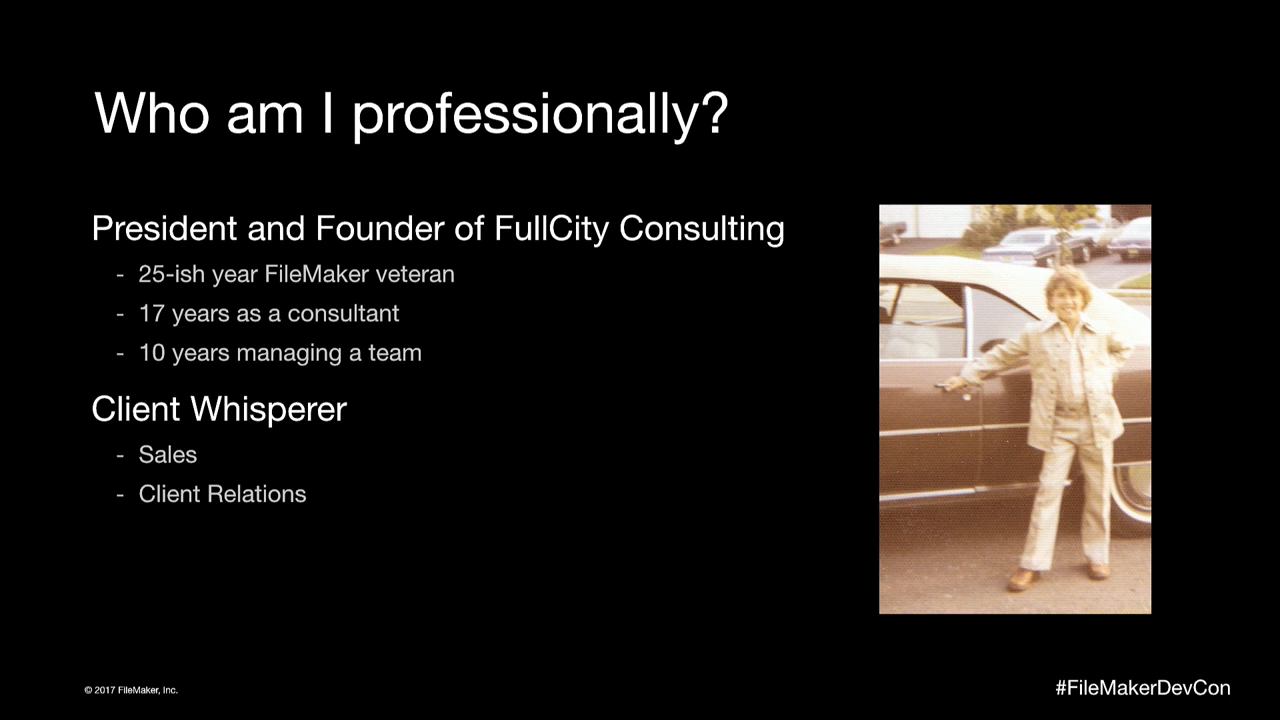 Who am I professionally?
President and Founder of FullCity Consulting
- 25-ish year FileMaker veteran
- 17 years as a consultant
- 10 years managing a team
Client Whisperer
- Sales
- Client Relations
© 2017 FileMaker, Inc.
#FileMakerDevCon